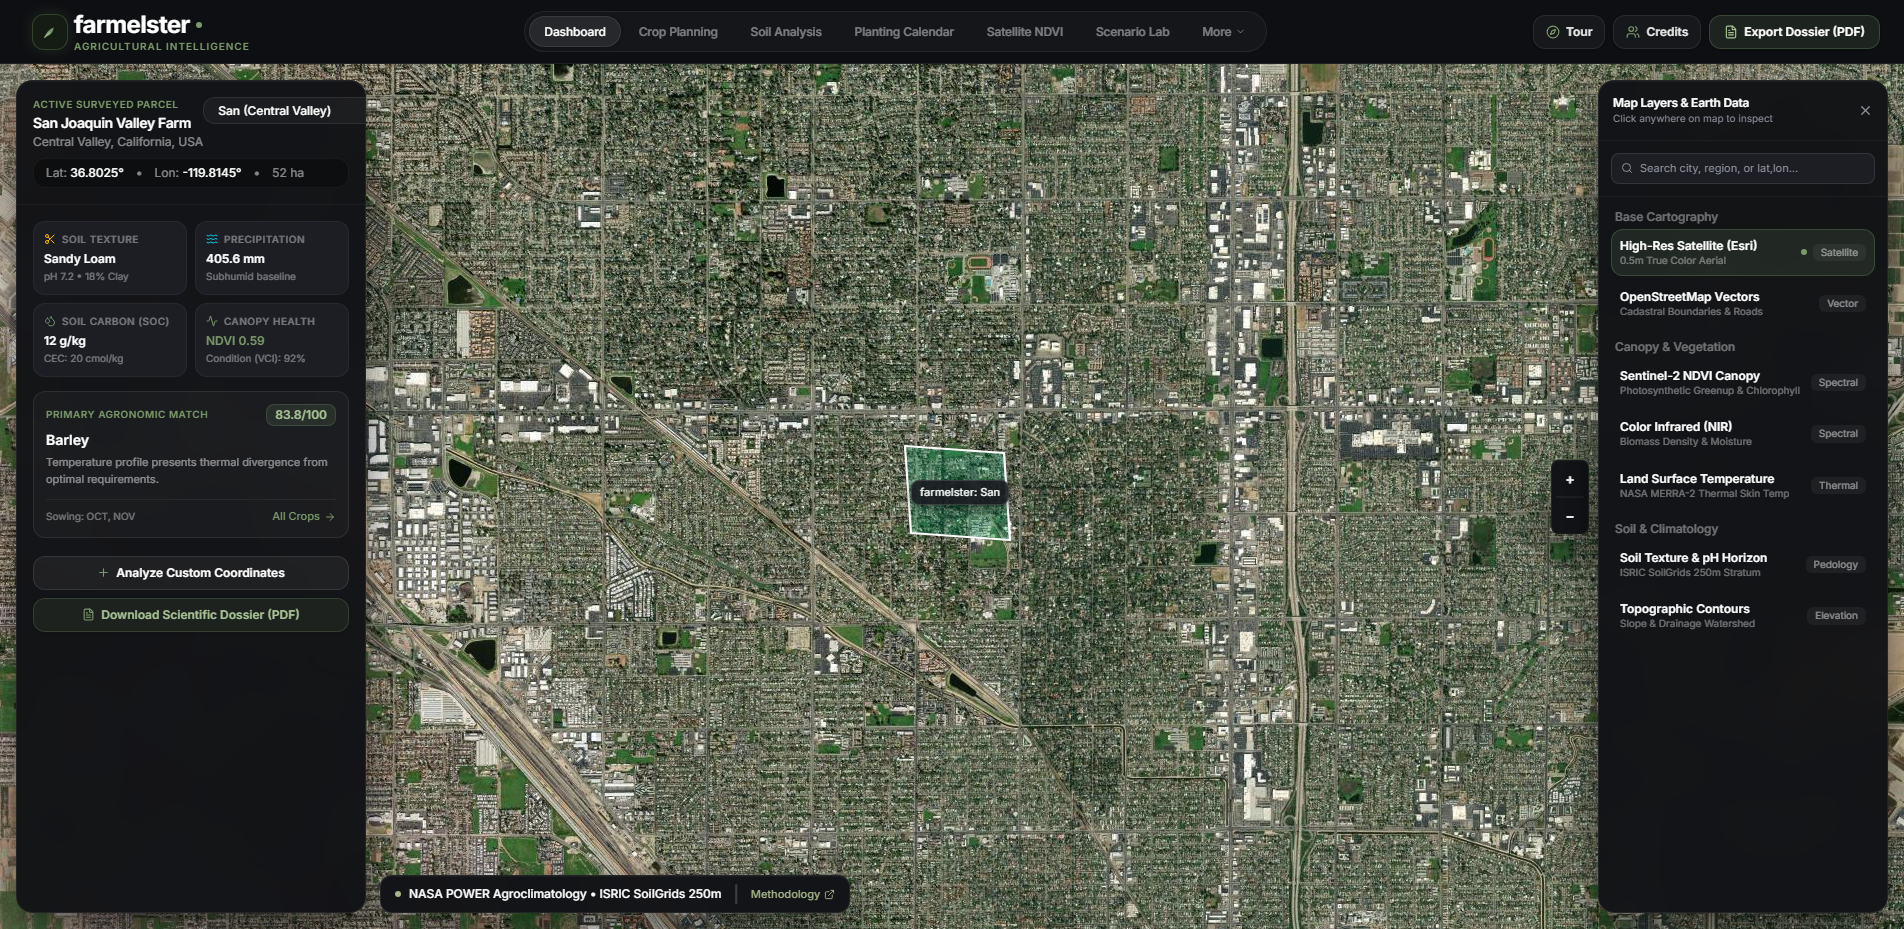 farmelster
AGRICULTURAL INTELLIGENCE
Dashboard
Crop Planning
Soil Analysis
Planting Calendar
Satellite NDVI
Scenario Lab
More
Tour
Credits
Export Dossier (PDF)
ACTIVE SURVEYED PARCEL
San Joaquin Valley Farm
Central Valley, California, USA
San (Central Valley)
Lat: 36.8025° • Lon: -119.8145° • 52 ha
SOIL TEXTURE
Sandy Loam
pH 7.2 • 18% Clay
PRECIPITATION
405.6 mm
Subhumid baseline
SOIL CARBON (SOC)
12 g/kg
CEC: 20 cmol/kg
CANOPY HEALTH
NDVI 0.59
Condition (VCI): 92%
PRIMARY AGRONOMIC MATCH
83.8/100
Barley
Temperature profile presents thermal divergence from
optimal requirements.
Sowing: OCT, NOV
All Crops →
+ Analyze Custom Coordinates
Download Scientific Dossier (PDF)
farmelster: San
+
−
NASA POWER Agroclimatology • ISRIC SoilGrids 250m
Methodology
Map Layers & Earth Data
Click anywhere on map to inspect
Search city, region, or lat,lon...
Base Cartography
High-Res Satellite (Esri)
0.5m True Color Aerial
Satellite
OpenStreetMap Vectors
Cadastral Boundaries & Roads
Vector
Canopy & Vegetation
Sentinel-2 NDVI Canopy
Photosynthetic Greenup & Chlorophyll
Spectral
Color Infrared (NIR)
Biomass Density & Moisture
Spectral
Land Surface Temperature
NASA MERRA-2 Thermal Skin Temp
Thermal
Soil & Climatology
Soil Texture & pH Horizon
ISRIC SoilGrids 250m Stratum
Pedology
Topographic Contours
Slope & Drainage Watershed
Elevation